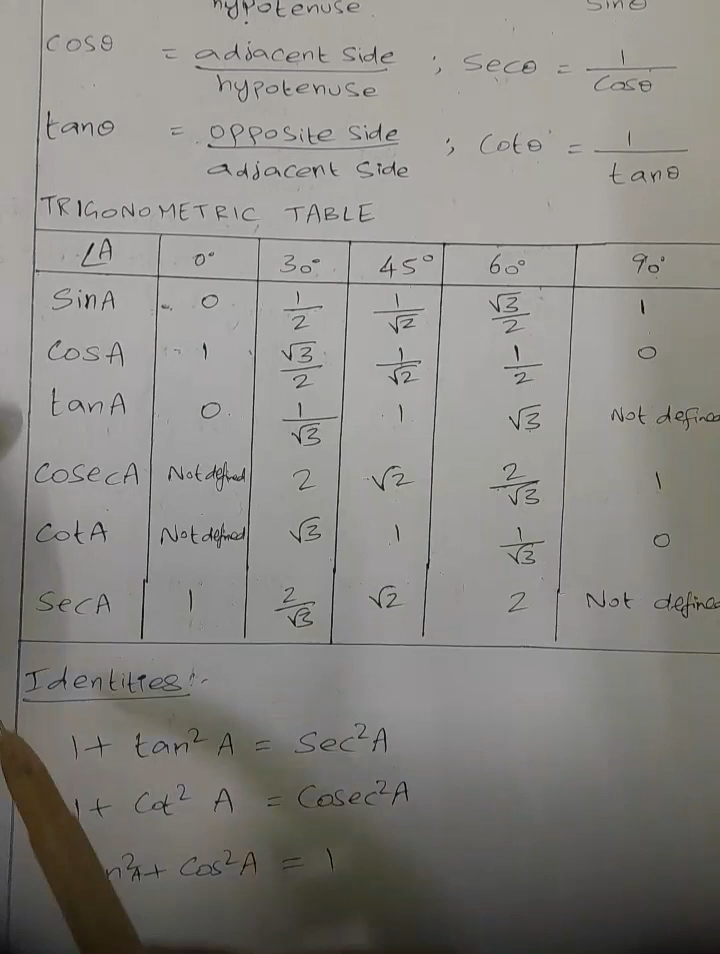 hypotenuse sinθ
cosθ = adjacent side / hypotenuse ; secθ = 1 / cosθ
tanθ = opposite side / adjacent side ; cotθ = 1 / tanθ
TRIGONOMETRIC TABLE
∠A 0° 30° 45° 60° 90°
SinA 0 1/2 1/√2 √3/2 1
COSA 1 √3/2 1/√2 1/2 0
tanA 0 1/√3 1 √3 Not define
COSECA Not defined 2 √2 2/√3 1
CotA Not defined √3 1 1/√3 0
SecA 1 2/√3 √2 2 Not define
Identities:-
1 + tan² A = Sec²A
1 + Cot² A = Cosec²A
n²A + Cos²A = 1